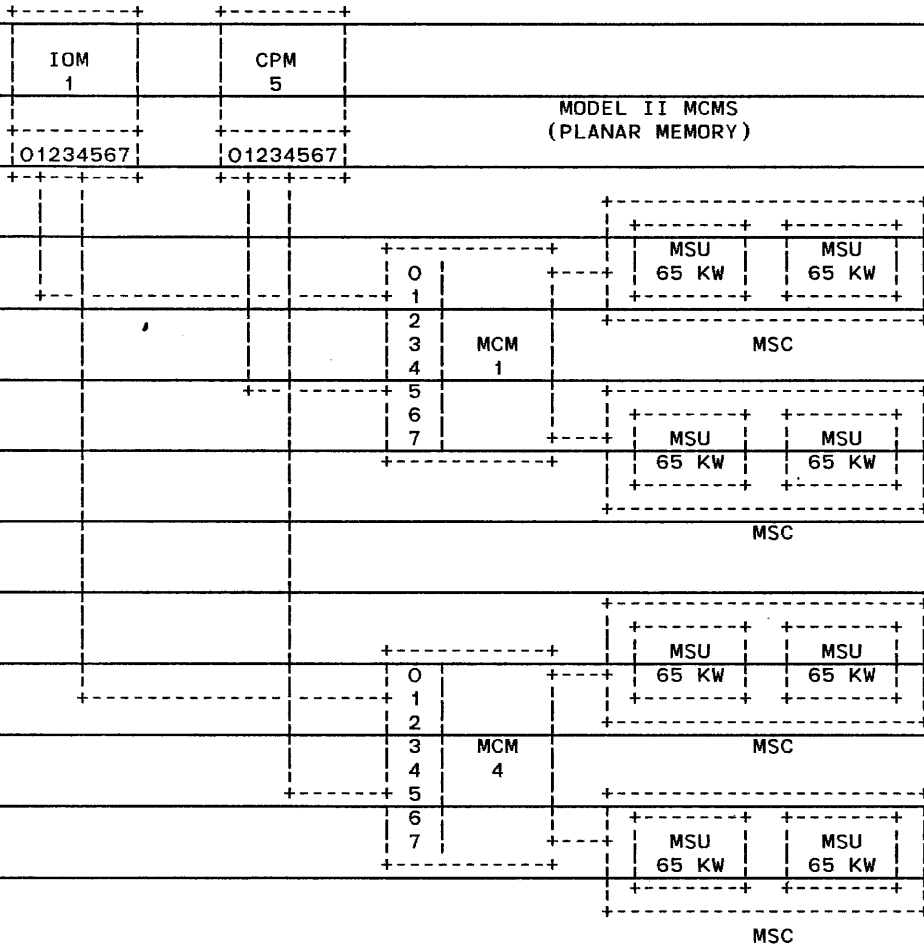 IOM
1
CPM
5
MODEL II MCMS
(PLANAR MEMORY)
01234567
01234567
MSU
65 KW
MSU
65 KW
MSC
0
1
2
3
4
5
6
7
MCM
1
MSU
65 KW
MSU
65 KW
MSC
MSU
65 KW
MSU
65 KW
MSC
0
1
2
3
4
5
6
7
MCM
4
MSU
65 KW
MSU
65 KW
MSC